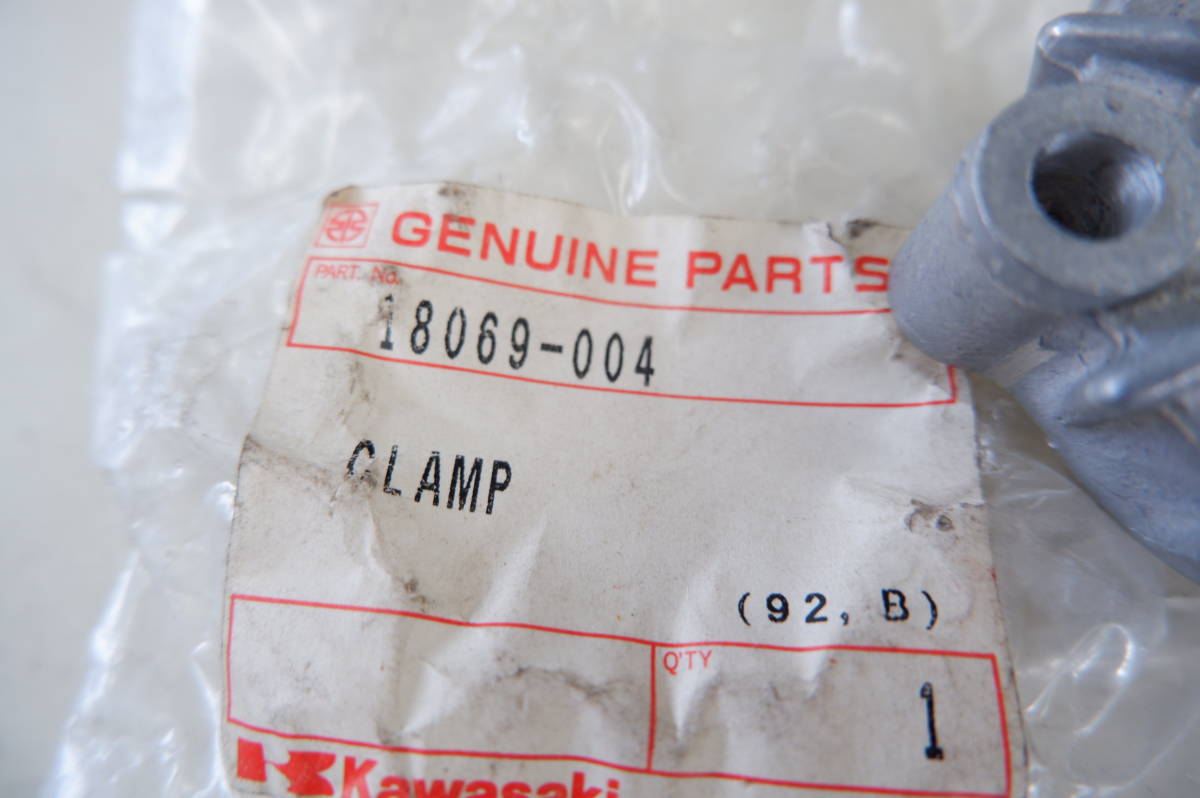 GENUINE PARTS
PART. No.
18069-004
CLAMP
(92, B)
Q'TY
1
Kawasaki